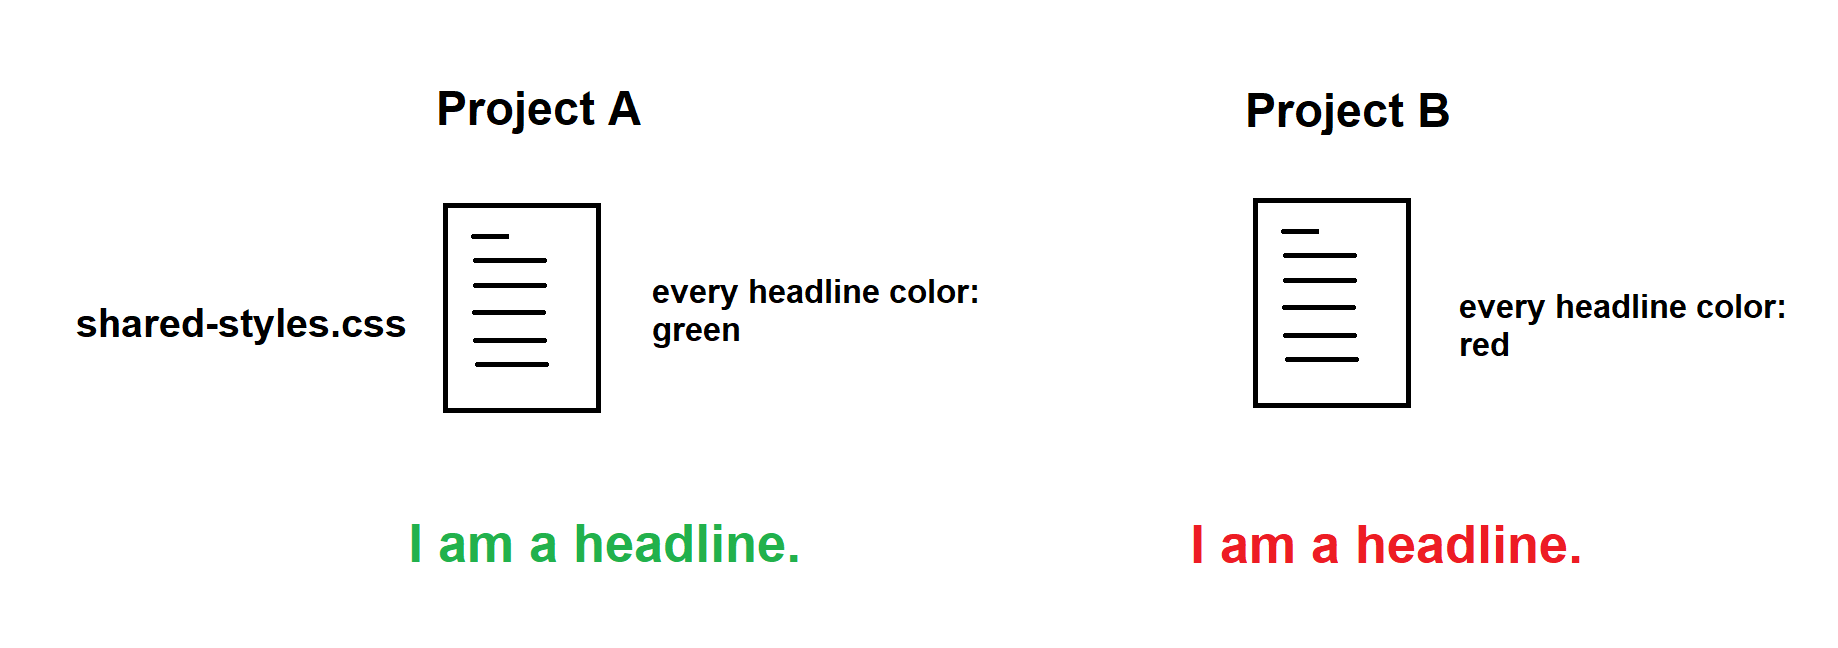 Project A
Project B
shared-styles.css
every headline color:
green
every headline color:
red
I am a headline.
I am a headline.